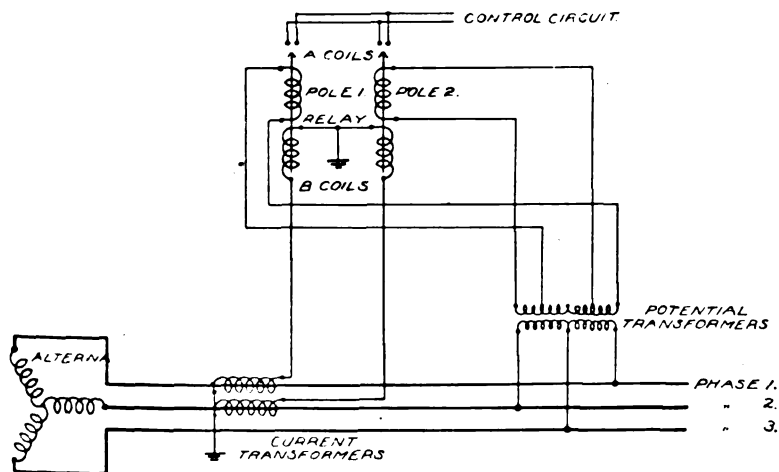 CONTROL CIRCUIT.
A COILS
POLE 1. POLE 2.
RELAY
B COILS
POTENTIAL
TRANSFORMERS
ALTERNA
PHASE 1.
" 2.
" 3.
CURRENT
TRANSFORMERS